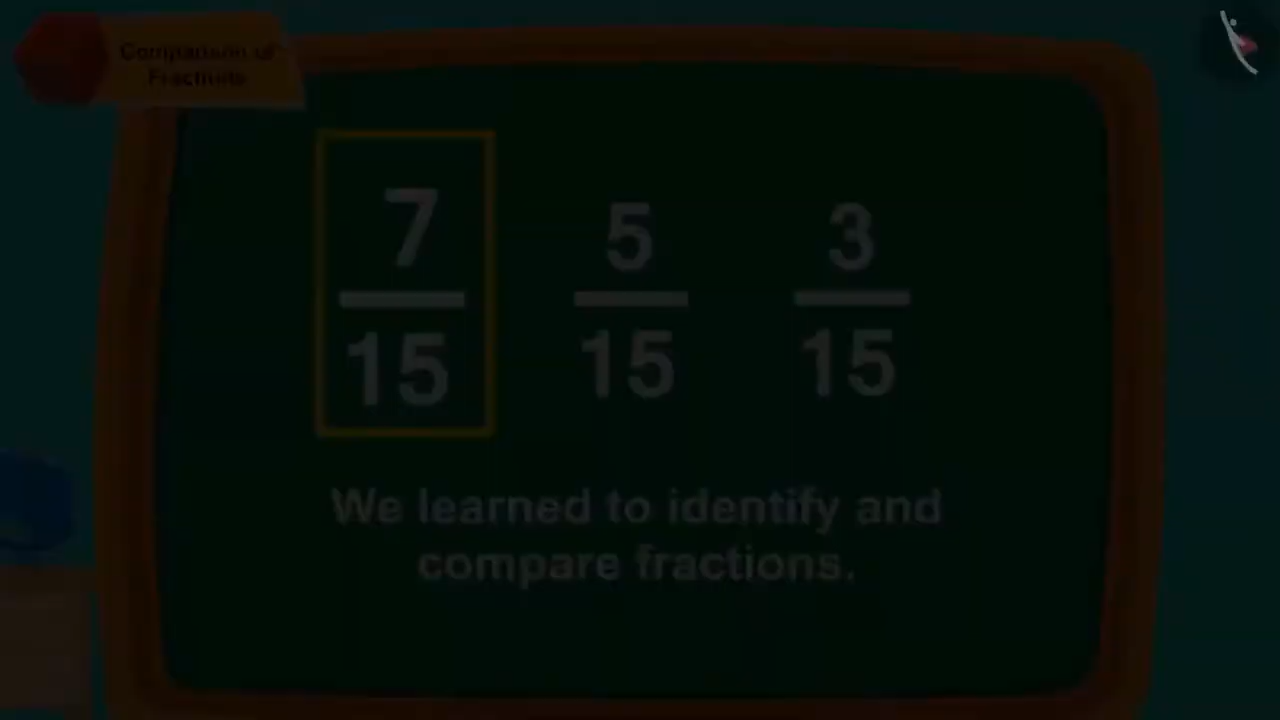 Comparison of
Fractions
7 5 3
15 15 15
We learned to identify and
compare fractions.